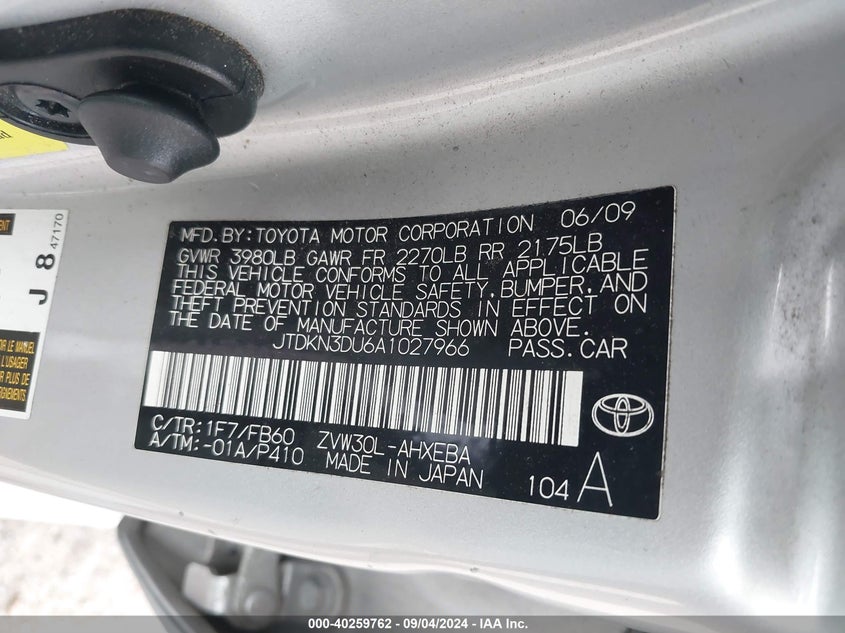 MFD. BY: TOYOTA MOTOR CORPORATION 06/09
GVWR 3980LB GAWR FR 2270LB RR 2175LB
THIS VEHICLE CONFORMS TO ALL APPLICABLE
FEDERAL MOTOR VEHICLE SAFETY, BUMPER, AND
THEFT PREVENTION STANDARDS IN EFFECT ON
THE DATE OF MANUFACTURE SHOWN ABOVE.
JTDKN3DU6A1027966 PASS. CAR
C/TR: 1F7/FB60 ZVW30L-AHXEBA
A/TM: -01A/P410 MADE IN JAPAN
104 A
J 8 47170
L'USAGER
000-40259762 - 09/04/2024 - IAA Inc.